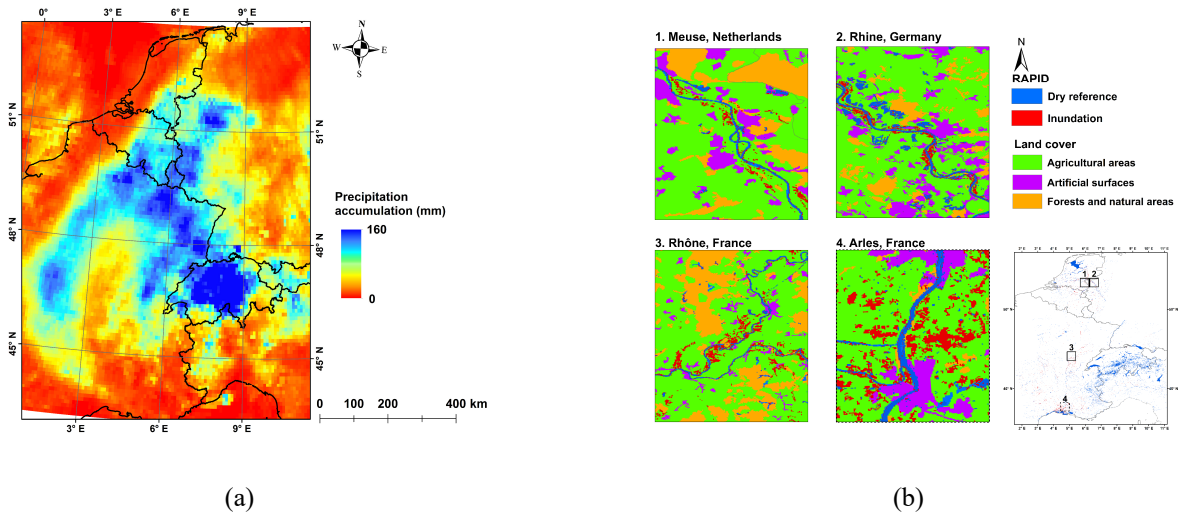 0° 3° E 6° E 9° E
N
W E
S
51° N
48° N
45° N
51° N
48° N
45° N
3° E 6° E 9° E
Precipitation
accumulation (mm)
160
0
0 100 200 400 km
(a)
1. Meuse, Netherlands
2. Rhine, Germany
3. Rhône, France
4. Arles, France
N
RAPID
Dry reference
Inundation
Land cover
Agricultural areas
Artificial surfaces
Forests and natural areas
1 2
3
4
(b)